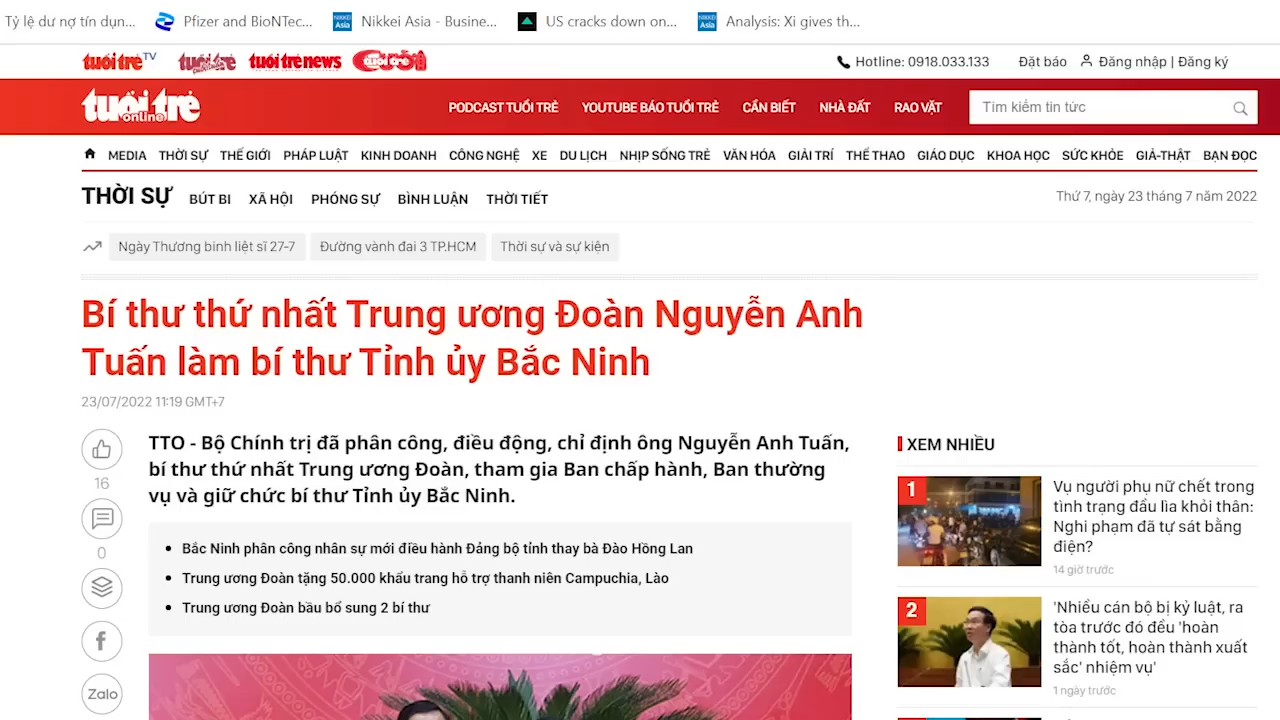 Tỷ lệ dư nợ tín dụn...
Pfizer and BioNTec...
Nikkei Asia - Busine...
US cracks down on...
Analysis: Xi gives th...
tuổi trẻ TV
tuổi trẻ
tuổi trẻ news
tuổi trẻ Cười
Hotline: 0918.033.133
Đặt báo
Đăng nhập | Đăng ký
tuổi trẻ online
PODCAST TUỔI TRẺ
YOUTUBE BÁO TUỔI TRẺ
CẦN BIẾT
NHÀ ĐẤT
RAO VẶT
Tìm kiếm tin tức
MEDIA THỜI SỰ THẾ GIỚI PHÁP LUẬT KINH DOANH CÔNG NGHỆ XE DU LỊCH NHỊP SỐNG TRẺ VĂN HÓA GIẢI TRÍ THỂ THAO GIÁO DỤC KHOA HỌC SỨC KHỎE GIẢ-THẬT BẠN ĐỌC
THỜI SỰ BÚT BI XÃ HỘI PHÓNG SỰ BÌNH LUẬN THỜI TIẾT
Thứ 7, ngày 23 tháng 7 năm 2022
Ngày Thương binh liệt sĩ 27-7
Đường vành đai 3 TP.HCM
Thời sự và sự kiện
Bí thư thứ nhất Trung ương Đoàn Nguyễn Anh
Tuấn làm bí thư Tỉnh ủy Bắc Ninh
23/07/2022 11:19 GMT+7
16
0
Zalo
TTO - Bộ Chính trị đã phân công, điều động, chỉ định ông Nguyễn Anh Tuấn,
bí thư thứ nhất Trung ương Đoàn, tham gia Ban chấp hành, Ban thường
vụ và giữ chức bí thư Tỉnh ủy Bắc Ninh.
Bắc Ninh phân công nhân sự mới điều hành Đảng bộ tỉnh thay bà Đào Hồng Lan
Trung ương Đoàn tặng 50.000 khẩu trang hỗ trợ thanh niên Campuchia, Lào
Trung ương Đoàn bầu bổ sung 2 bí thư
XEM NHIỀU
1
Vụ người phụ nữ chết trong
tình trạng đầu lìa khỏi thân:
Nghi phạm đã tự sát bằng
điện?
14 giờ trước
2
'Nhiều cán bộ bị kỷ luật, ra
tòa trước đó đều 'hoàn
thành tốt, hoàn thành xuất
sắc' nhiệm vụ'
1 ngày trước